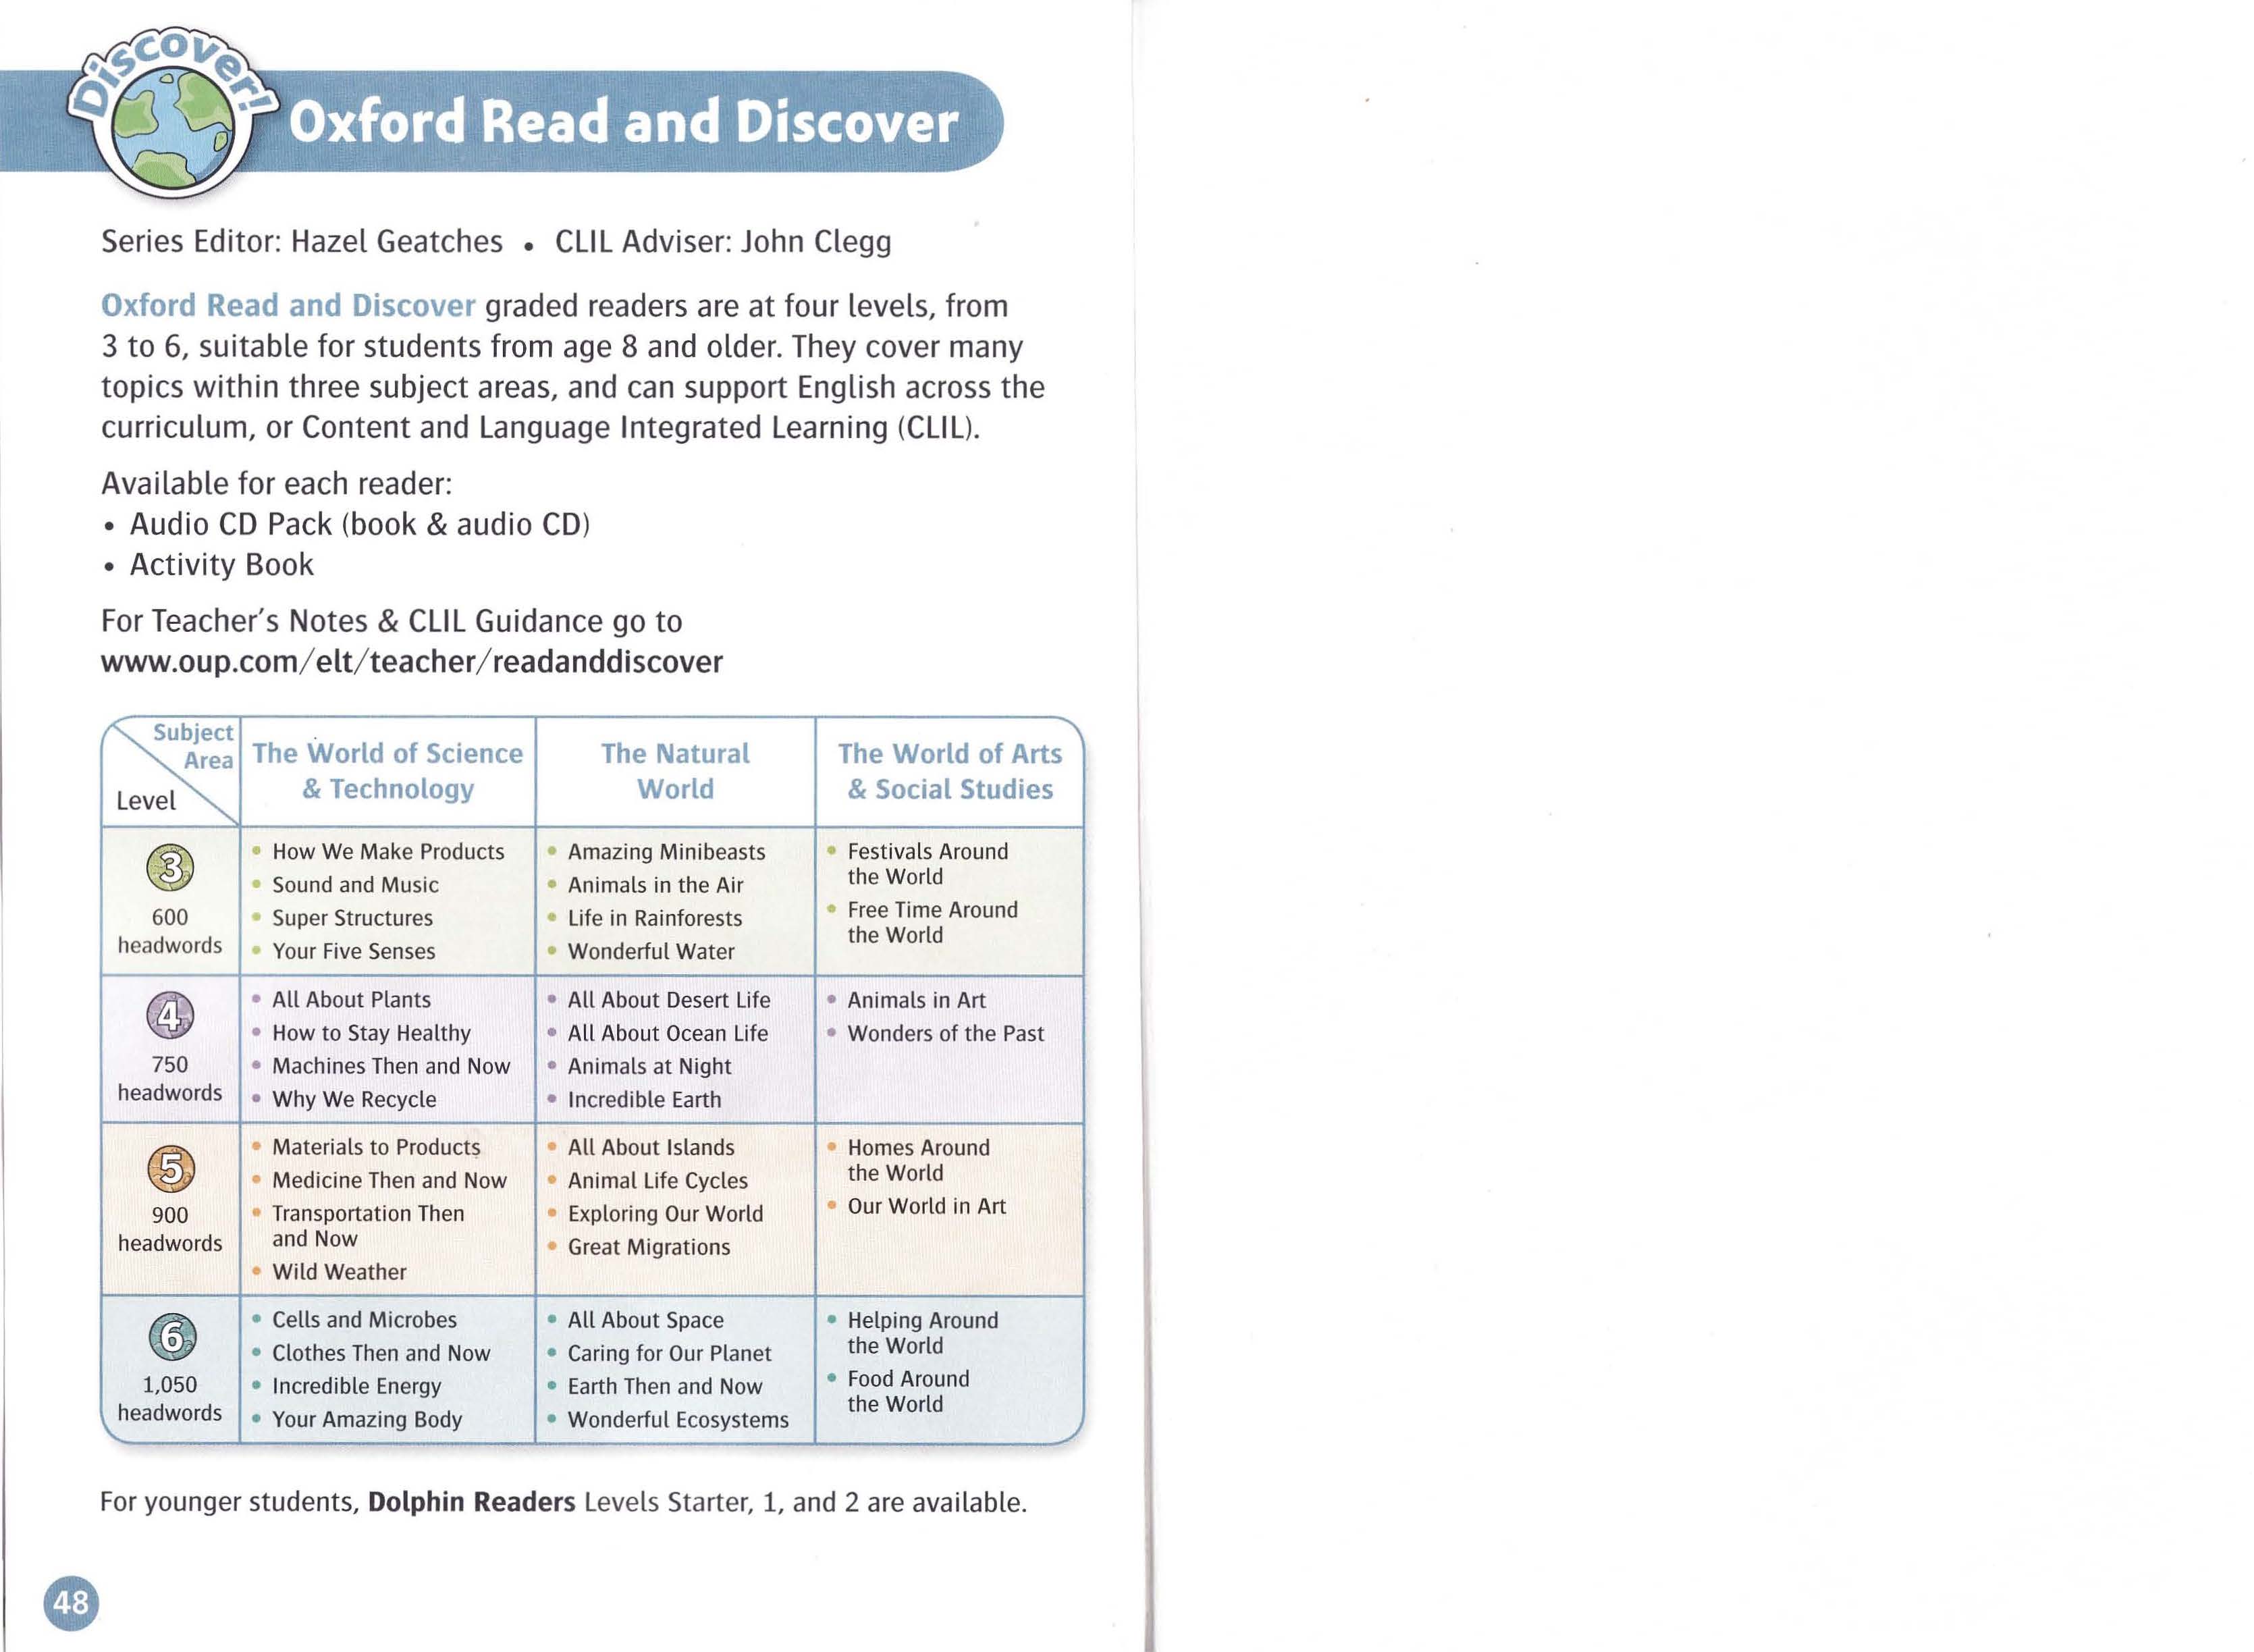 Discover!
Oxford Read and Discover
Series Editor: Hazel Geatches • CLIL Adviser: John Clegg
Oxford Read and Discover graded readers are at four levels, from
3 to 6, suitable for students from age 8 and older. They cover many
topics within three subject areas, and can support English across the
curriculum, or Content and Language Integrated Learning (CLIL).
Available for each reader:
• Audio CD Pack (book & audio CD)
• Activity Book
For Teacher's Notes & CLIL Guidance go to
www.oup.com/elt/teacher/readanddiscover
Subject
Area
Level
The World of Science
& Technology
The Natural
World
The World of Arts
& Social Studies
3
600
headwords
• How We Make Products
• Sound and Music
• Super Structures
• Your Five Senses
• Amazing Minibeasts
• Animals in the Air
• Life in Rainforests
• Wonderful Water
• Festivals Around
the World
• Free Time Around
the World
4
750
headwords
• All About Plants
• How to Stay Healthy
• Machines Then and Now
• Why We Recycle
• All About Desert Life
• All About Ocean Life
• Animals at Night
• Incredible Earth
• Animals in Art
• Wonders of the Past
5
900
headwords
• Materials to Products
• Medicine Then and Now
• Transportation Then
and Now
• Wild Weather
• All About Islands
• Animal Life Cycles
• Exploring Our World
• Great Migrations
• Homes Around
the World
• Our World in Art
6
1,050
headwords
• Cells and Microbes
• Clothes Then and Now
• Incredible Energy
• Your Amazing Body
• All About Space
• Caring for Our Planet
• Earth Then and Now
• Wonderful Ecosystems
• Helping Around
the World
• Food Around
the World
For younger students, Dolphin Readers Levels Starter, 1, and 2 are available.
48